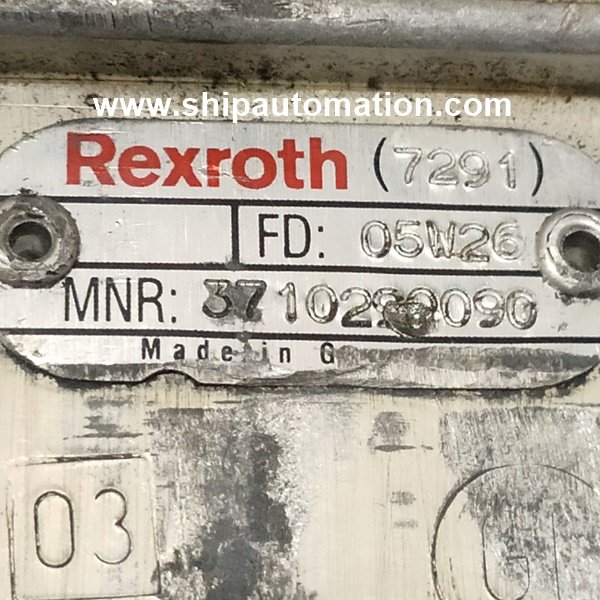 www.shipautomation.com
Rexroth (7291)
FD: 05W26
MNR:
Made in G
03